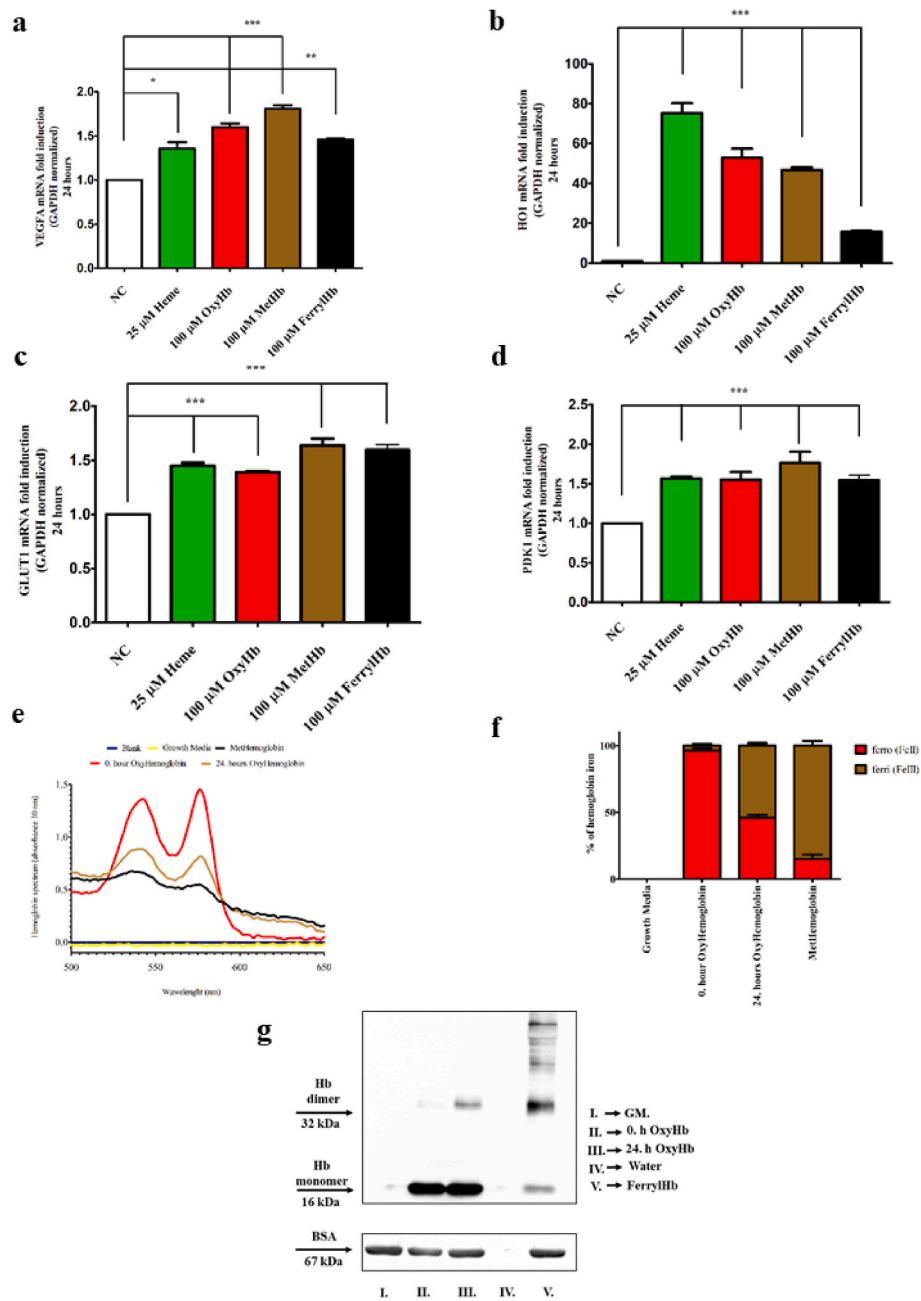 a
***
**
*
VEGFA mRNA fold induction
(GAPDH normalized)
24 hours
2.0
1.5
1.0
0.5
0.0
NC
25 µM Heme
100 µM OxyHb
100 µM MetHb
100 µM FerrylHb
b
***
HO1 mRNA fold induction
(GAPDH normalized)
24 hours
100
80
60
40
20
0
NC
25 µM Heme
100 µM OxyHb
100 µM MetHb
100 µM FerrylHb
c
***
***
GLUT1 mRNA fold induction
(GAPDH normalized)
24 hours
2.0
1.5
1.0
0.5
0.0
NC
25 µM Heme
100 µM OxyHb
100 µM MetHb
100 µM FerrylHb
d
***
PDK1 mRNA fold induction
(GAPDH normalized)
24 hours
2.5
2.0
1.5
1.0
0.5
0.0
NC
25 µM Heme
100 µM OxyHb
100 µM MetHb
100 µM FerrylHb
e
Blank
Growth Media
MetHemoglobin
0. hour OxyHemoglobin
24. hours OxyHemoglobin
Hemoglobin spectrum [absorbance 10 nm]
1.5
1.0
0.5
0.0
500
550
600
650
Wavelenght (nm)
f
ferro (FeII)
ferri (FeIII)
% of hemoglobin iron
100
50
0
Growth Media
0. hour OxyHemoglobin
24. hours OxyHemoglobin
MetHemoglobin
g
Hb
dimer
32 kDa
Hb
monomer
16 kDa
BSA
67 kDa
I. → GM.
II. → 0. h OxyHb
III. → 24. h OxyHb
IV. → Water
V. → FerrylHb
I. II. III. IV. V.